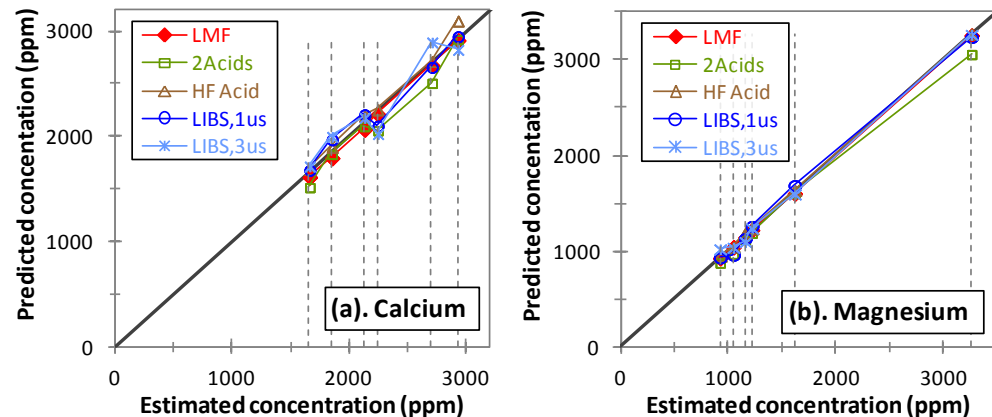 Predicted concentration (ppm)
3000
2000
1000
0
LMF
2Acids
HF Acid
LIBS,1us
LIBS,3us
(a). Calcium
0
1000
2000
3000
Estimated concentration (ppm)
Predicted concentration (ppm)
3000
2000
1000
0
LMF
2Acids
HF Acid
LIBS,1us
LIBS,3us
(b). Magnesium
0
1000
2000
3000
Estimated concentration (ppm)